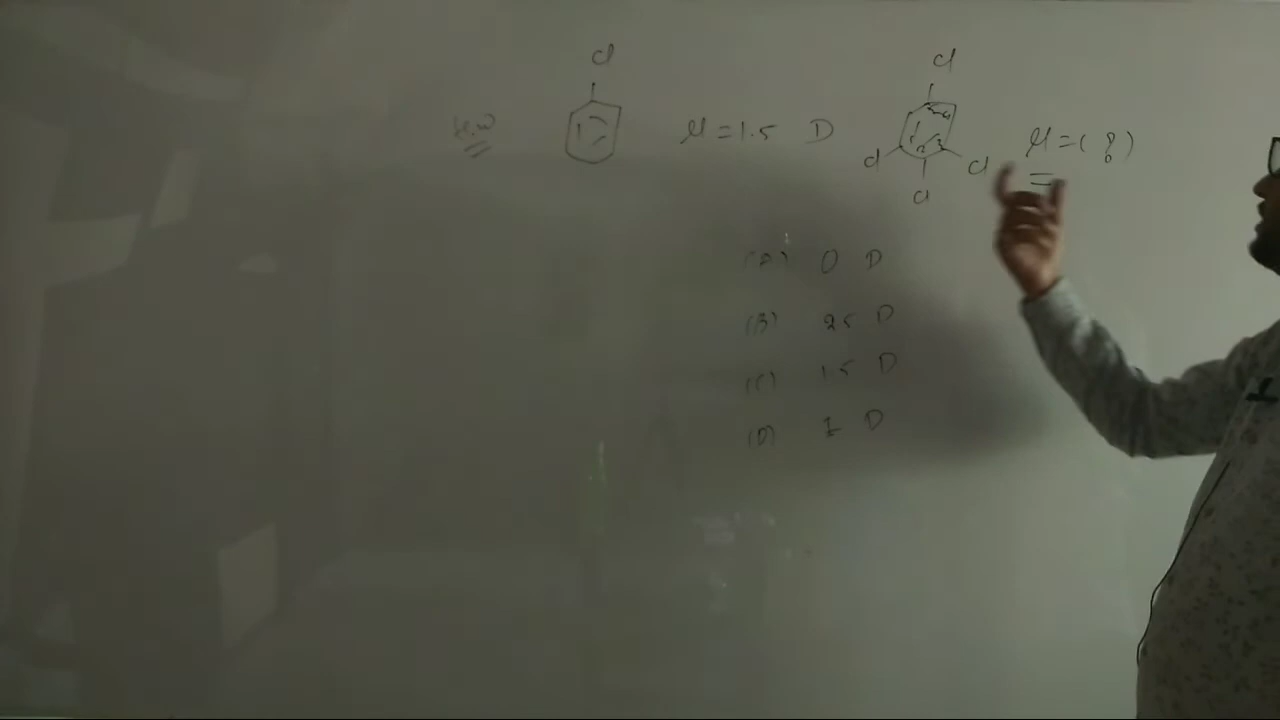 Cl Cl
H.W μ = 1.5 D μ = (?)
Cl Cl
Cl
(A) 0 D
(B) 2.5 D
(C) 1.5 D
(D) 1 D